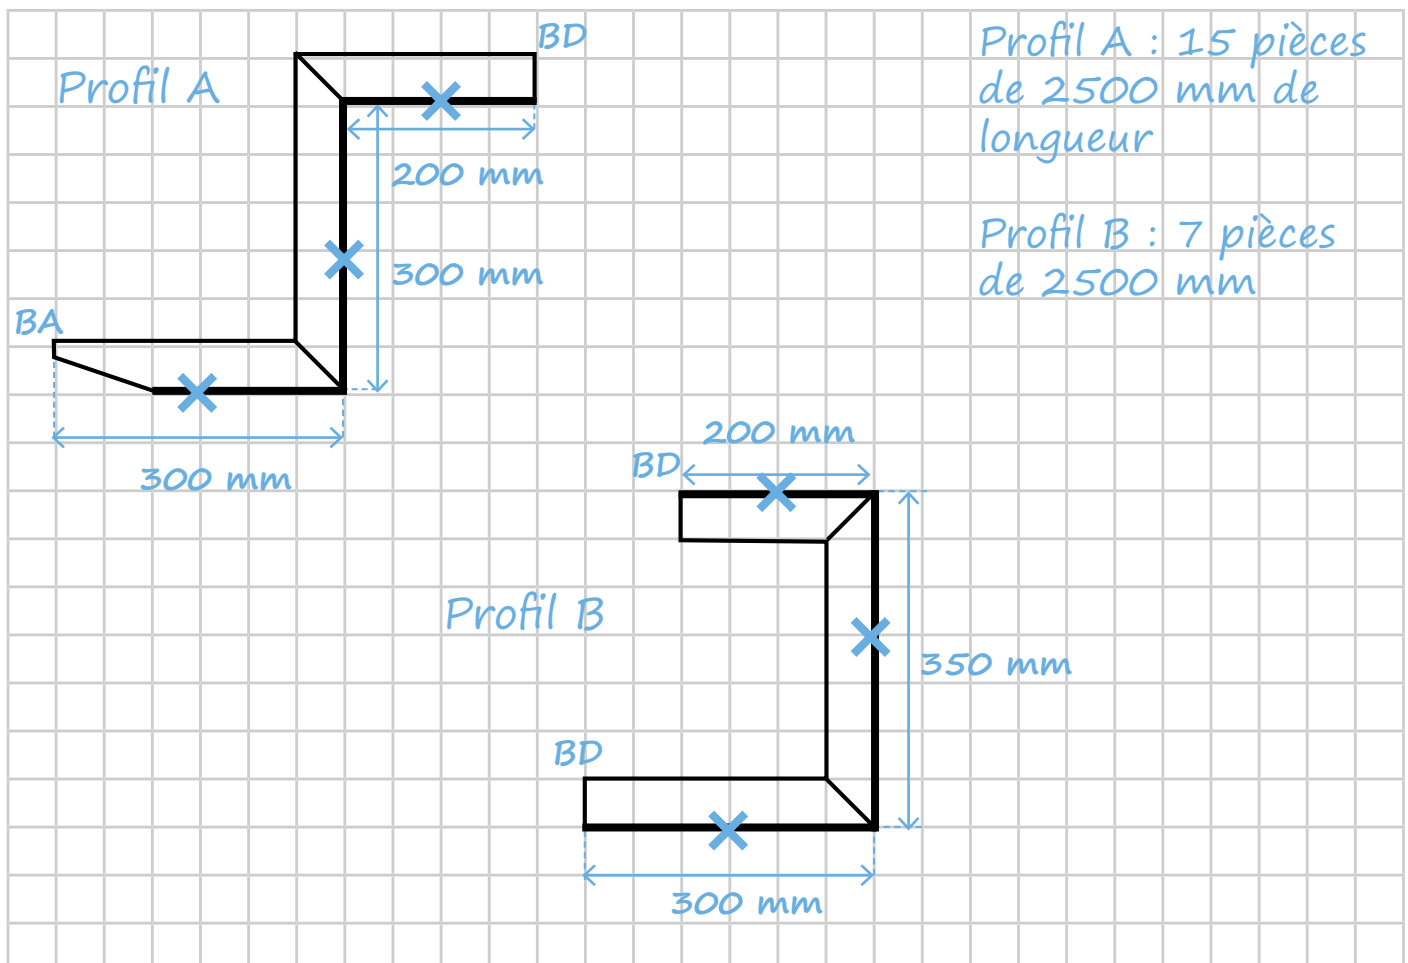 BD
Profil A
200 mm
300 mm
BA
300 mm
Profil A : 15 pièces
de 2500 mm de
longueur
Profil B : 7 pièces
de 2500 mm
200 mm
BD
Profil B
350 mm
BD
300 mm